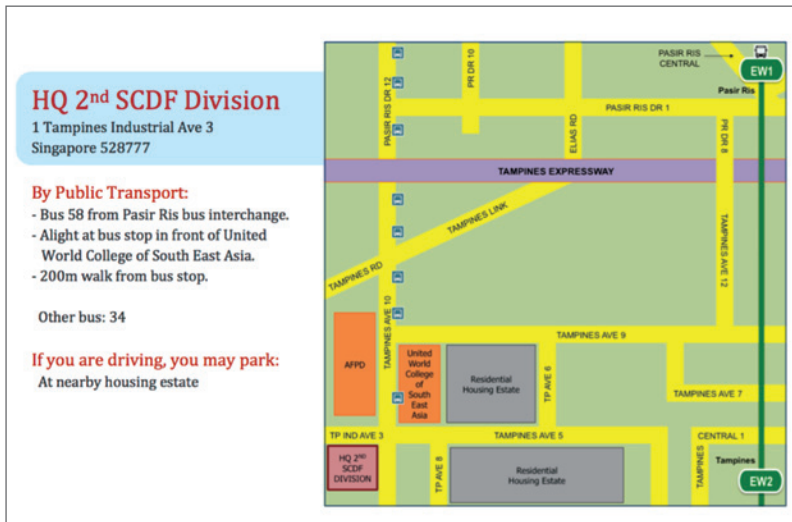 HQ 2nd SCDF Division
1 Tampines Industrial Ave 3
Singapore 528777
By Public Transport:
- Bus 58 from Pasir Ris bus interchange.
- Alight at bus stop in front of United
World College of South East Asia.
- 200m walk from bus stop.
Other bus: 34
If you are driving, you may park:
At nearby housing estate
PASIR RIS
CENTRAL
EW1
Pasir Ris
PASIR RIS DR 12
PR DR 10
PASIR RIS DR 1
ELIAS RD
PR DR 8
TAMPINES EXPRESSWAY
TAMPINES LINK
TAMPINES RD
TAMPINES AVE 12
TAMPINES AVE 10
TAMPINES AVE 9
AFPD
United
World
College
of
South
East
Asia
Residential
Housing Estate
TP AVE 6
TAMPINES AVE 7
TP IND AVE 3
TAMPINES AVE 5
CENTRAL 1
HQ 2ND
SCDF
DIVISION
TP AVE 8
Residential
Housing Estate
TAMPINES
Tampines
EW2